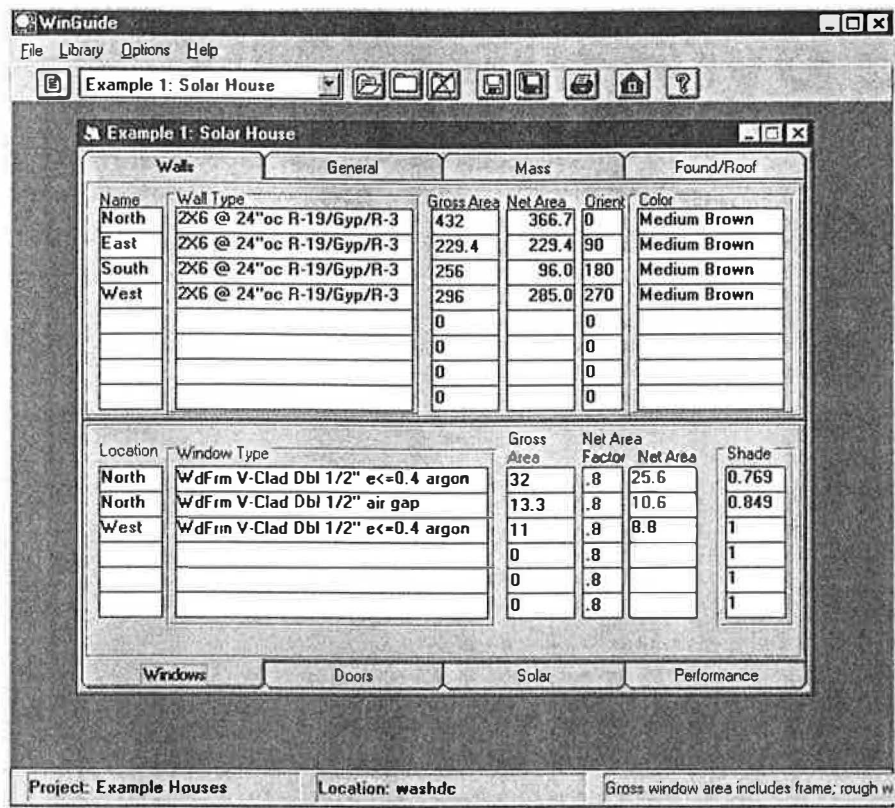 WinGuide
File Library Options Help
Example 1: Solar House
Example 1: Solar House
Walls General Mass Found/Roof
Name Wall Type Gross Area Net Area Orient Color
North 2X6 @ 24"oc R-19/Gyp/R-3 432 366.7 0 Medium Brown
East 2X6 @ 24"oc R-19/Gyp/R-3 229.4 229.4 90 Medium Brown
South 2X6 @ 24"oc R-19/Gyp/R-3 256 96.0 180 Medium Brown
West 2X6 @ 24"oc R-19/Gyp/R-3 296 285.0 270 Medium Brown
0 0
0 0
0 0
0 0
Gross Net Area
Location Window Type Area Factor Net Area Shade
North WdFrm V-Clad Dbl 1/2" e<=0.4 argon 32 .8 25.6 0.769
North WdFrm V-Clad Dbl 1/2" air gap 13.3 .8 10.6 0.849
West WdFrm V-Clad Dbl 1/2" e<=0.4 argon 11 .8 8.8 1
0 .8 1
0 .8 1
0 .8 1
Windows Doors Solar Performance
Project: Example Houses Location: washdc Gross window area includes frame; rough